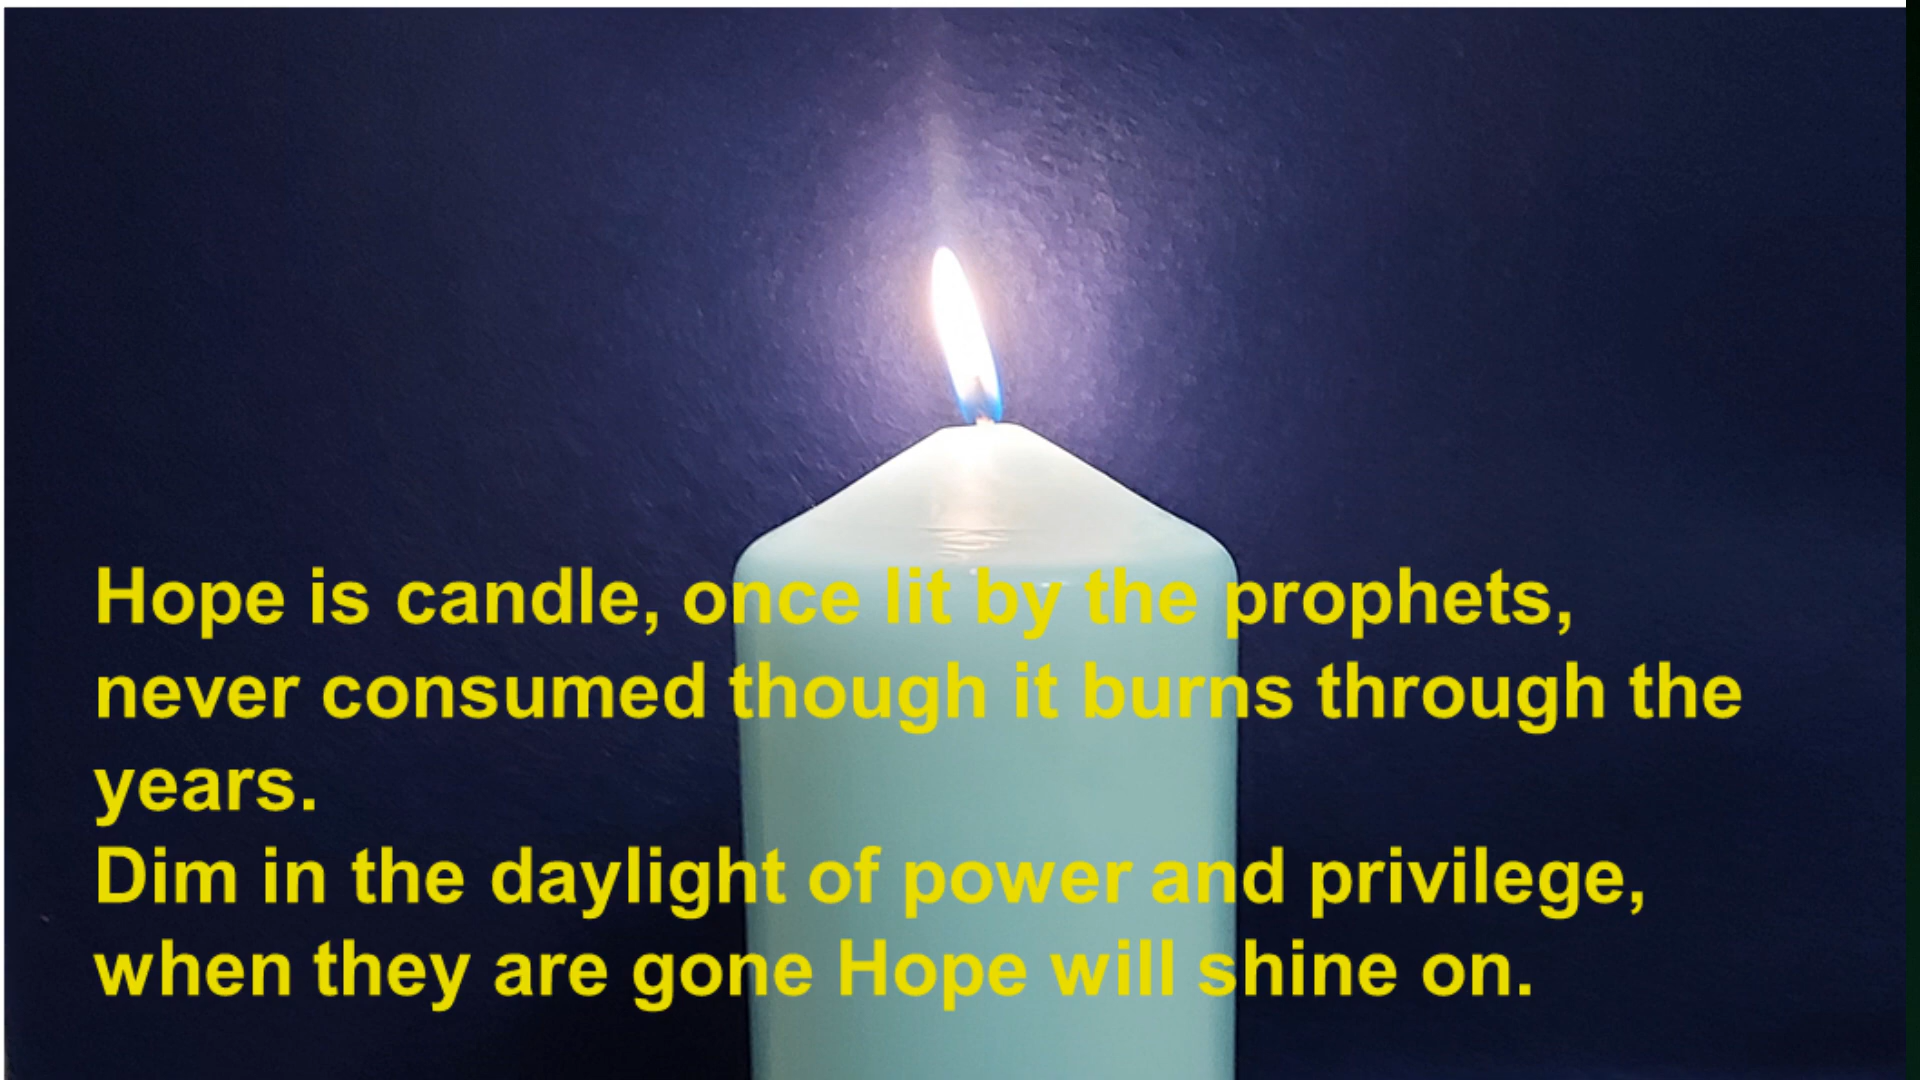 Hope is candle, once lit by the prophets,
never consumed though it burns through the
years.
Dim in the daylight of power and privilege,
when they are gone Hope will shine on.